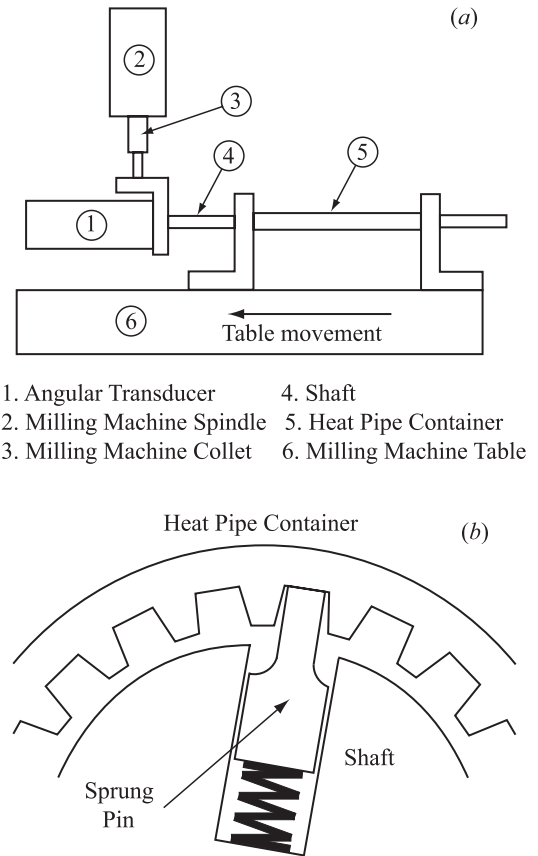 (a)
2
3
4
5
1
6
Table movement
1. Angular Transducer 4. Shaft
2. Milling Machine Spindle 5. Heat Pipe Container
3. Milling Machine Collet 6. Milling Machine Table
Heat Pipe Container
(b)
Shaft
Sprung
Pin